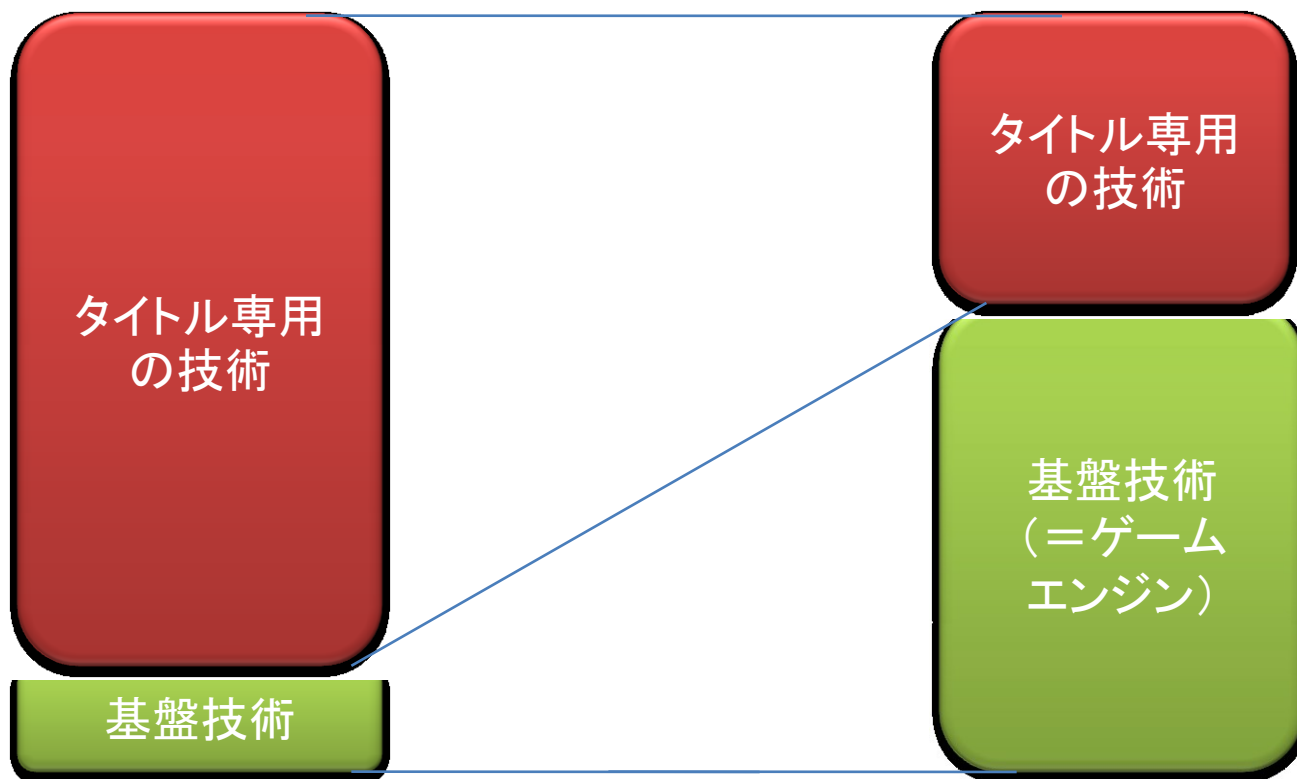 タイトル専用
の技術
基盤技術
タイトル専用
の技術
基盤技術
（＝ゲーム
エンジン）